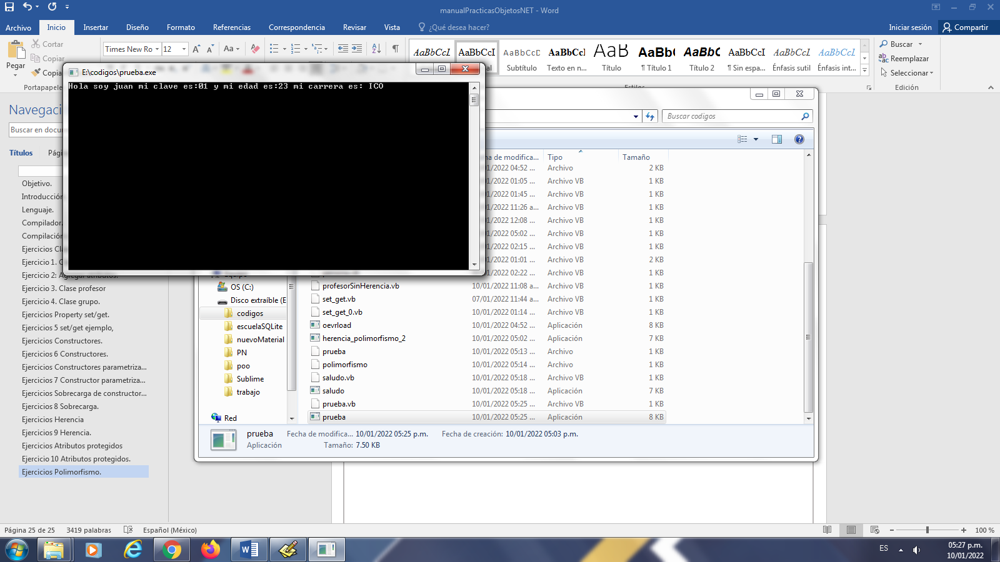 manualPracticasObjetosNET - Word
Archivo Inicio Insertar Diseño Formato Referencias Correspondencia Revisar Vista ¿Qué desea hacer? Iniciar sesión Compartir
Pegar
Cortar
Copiar
Copia
Portapapele
Times New Ro 12
AaBbCcI AaBbCcI AaBbCcD AaBbCcI AaB AaBb( AaBbC AaBbCcI AaBbCcL AaBbCcL
al Subtítulo Texto en n... Título ¶ Título 1 Título 2 ¶ Sin espa... Énfasis sutil Énfasis int...
Buscar
Reemplazar
Seleccionar
Edición
E:\codigos\prueba.exe
Hola soy juan mi clave es:01 y mi edad es:23 mi carrera es: ICO
Navegaci
Buscar en docu
Títulos Pági
Objetivo.
Introducción
Lenguaje.
Compilador.
Compilación
Ejercicios Cla
Ejercicio 1. C
Ejercicio 2: Agregar atributos.
Ejercicio 3. Clase profesor
Ejercicio 4. Clase grupo.
Ejercicios Property set/get.
Ejercicios 5 set/get ejemplo,
Ejercicios Constructores.
Ejercicios 6 Constructores.
Ejercicios Constructores parametriza...
Ejercicios 7 Constructor parametriza...
Ejercicios Sobrecarga de constructor...
Ejercicios 8 Sobrecarga.
Ejercicios Herencia
Ejercicios 9 Herencia.
Ejercicios Atributos protegidos
Ejercicio 10 Atributos protegidos.
Ejercicios Polimorfismo.
Buscar codigos
ha de modifica... Tipo Tamaño
01/2022 04:52 ... Archivo 2 KB
01/2022 01:05 ... Archivo VB 1 KB
01/2022 01:45 ... Archivo VB 1 KB
01/2022 11:26 a... Archivo VB 1 KB
01/2022 12:08 ... Archivo VB 1 KB
01/2022 05:02 ... Archivo VB 1 KB
01/2022 02:15 ... Archivo VB 1 KB
01/2022 01:01 ... Archivo VB 2 KB
01/2022 02:22 ... Archivo VB 1 KB
profesorSinHerencia.vb 10/01/2022 11:08 a... Archivo VB 1 KB
set_get.vb 07/01/2022 11:44 a... Archivo VB 1 KB
set_get_0.vb 10/01/2022 01:14 ... Archivo VB 1 KB
oevrload 10/01/2022 04:52 ... Aplicación 8 KB
herencia_polimorfismo_2 10/01/2022 05:02 ... Aplicación 7 KB
prueba 10/01/2022 05:13 ... Archivo 1 KB
polimorfismo 10/01/2022 05:14 ... Archivo 1 KB
saludo.vb 10/01/2022 05:18 ... Archivo VB 1 KB
saludo 10/01/2022 05:18 ... Aplicación 7 KB
prueba.vb 10/01/2022 05:25 ... Archivo VB 1 KB
prueba 10/01/2022 05:25 ... Aplicación 8 KB
OS (C:)
Disco extraíble (E
codigos
escuelaSQLite
nuevoMaterial
PN
poo
Sublime
trabajo
Red
prueba Fecha de modifica... 10/01/2022 05:25 p.m. Fecha de creación: 10/01/2022 05:03 p.m.
Aplicación Tamaño: 7.50 KB
Página 25 de 25 3419 palabras Español (México) 100 %
ES
05:27 p.m.
10/01/2022